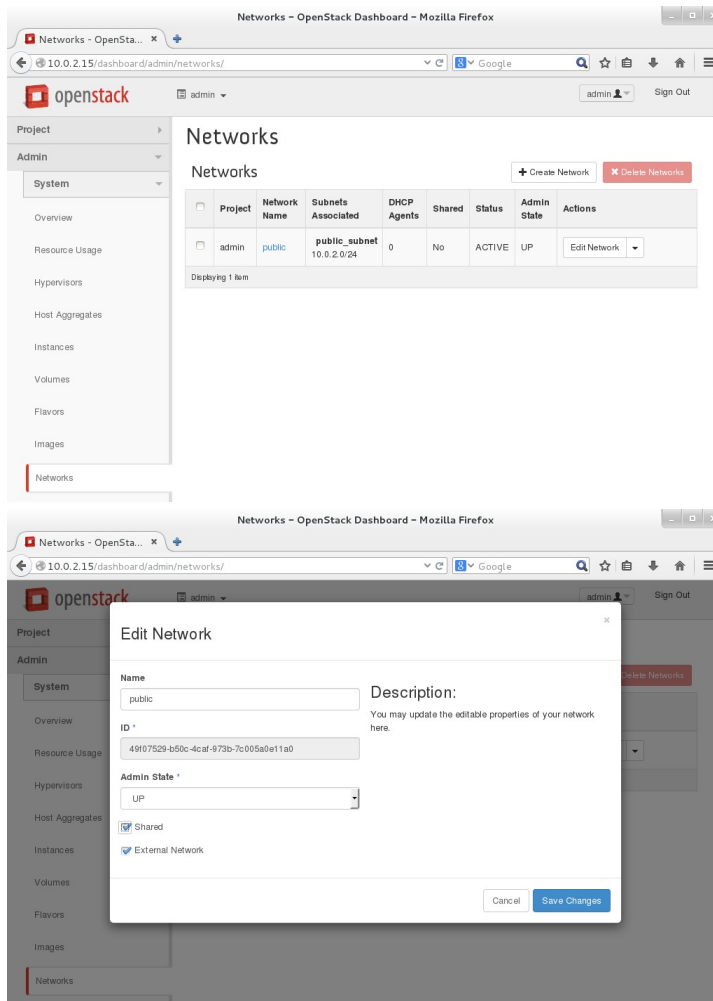 Networks - OpenStack Dashboard - Mozilla Firefox
Networks - OpenSta...
10.0.2.15/dashboard/admin/networks/
Google
openstack
admin
admin
Sign Out
Project
Admin
System
Overview
Resource Usage
Hypervisors
Host Aggregates
Instances
Volumes
Flavors
Images
Networks
Networks
Networks
Create Network
Delete Networks
Project Network Name Subnets Associated DHCP Agents Shared Status Admin State Actions
admin public public_subnet 10.0.2.0/24 0 No ACTIVE UP Edit Network
Displaying 1 item
Networks - OpenStack Dashboard - Mozilla Firefox
Networks - OpenSta...
10.0.2.15/dashboard/admin/networks/
Google
openstack
admin
admin
Sign Out
Project
Admin
System
Overview
Resource Usage
Hypervisors
Host Aggregates
Instances
Volumes
Flavors
Images
Networks
Delete Networks
Edit Network
Name
public
ID *
49f07529-b50c-4caf-973b-7c005a0e11a0
Admin State *
UP
Shared
External Network
Description:
You may update the editable properties of your network
here.
Cancel
Save Changes